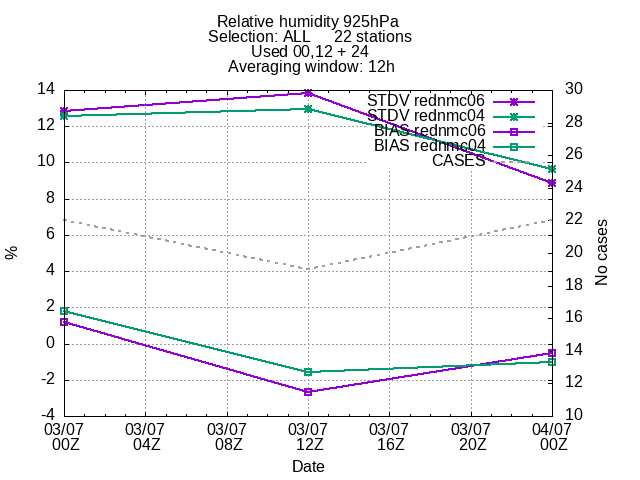 Relative humidity 925hPa
Selection: ALL 22 stations
Used 00,12 + 24
Averaging window: 12h
STDV rednmc06
STDV rednmc04
BIAS rednmc06
BIAS rednmc04
CASES
14
12
10
8
6
4
2
0
-2
-4
%
30
28
26
24
22
20
18
16
14
12
10
No cases
03/07 03/07 03/07 03/07 03/07 03/07 04/07
00Z 04Z 08Z 12Z 16Z 20Z 00Z
Date